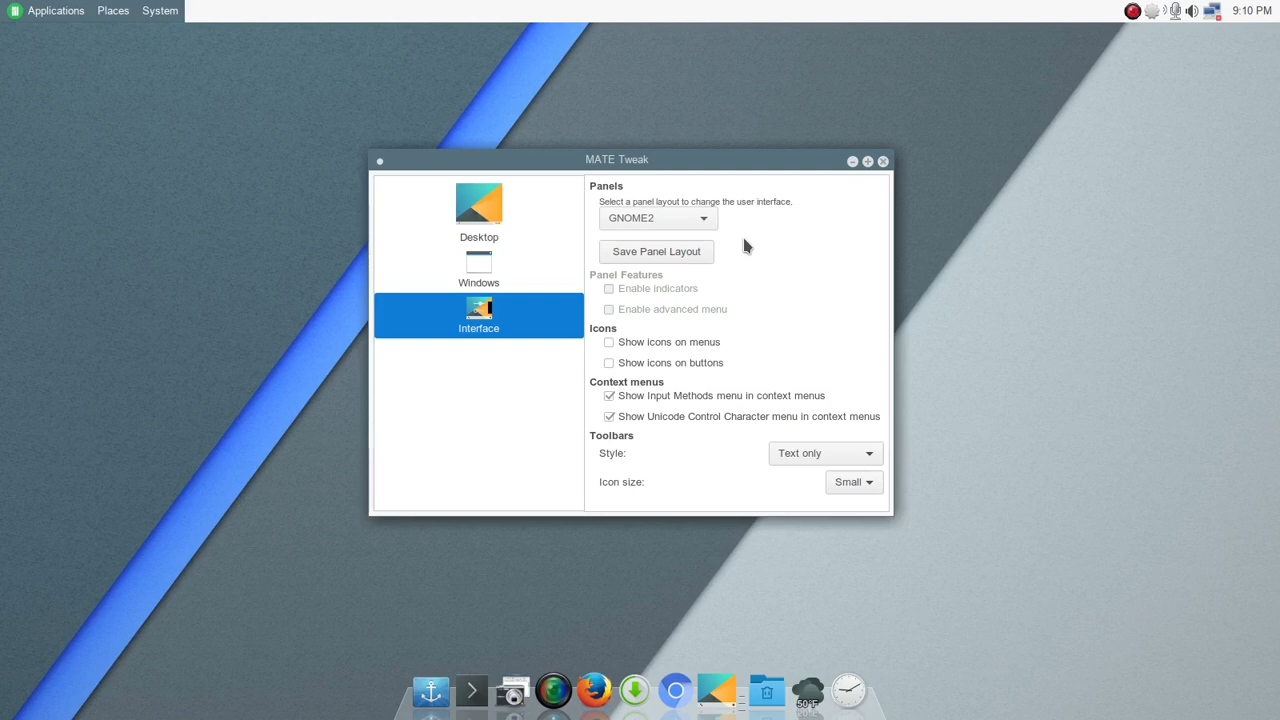 Applications Places System
9:10 PM
MATE Tweak
Desktop
Windows
Interface
Panels
Select a panel layout to change the user interface.
GNOME2
Save Panel Layout
Panel Features
Enable indicators
Enable advanced menu
Icons
Show icons on menus
Show icons on buttons
Context menus
Show Input Methods menu in context menus
Show Unicode Control Character menu in context menus
Toolbars
Style: Text only
Icon size: Small
50°F